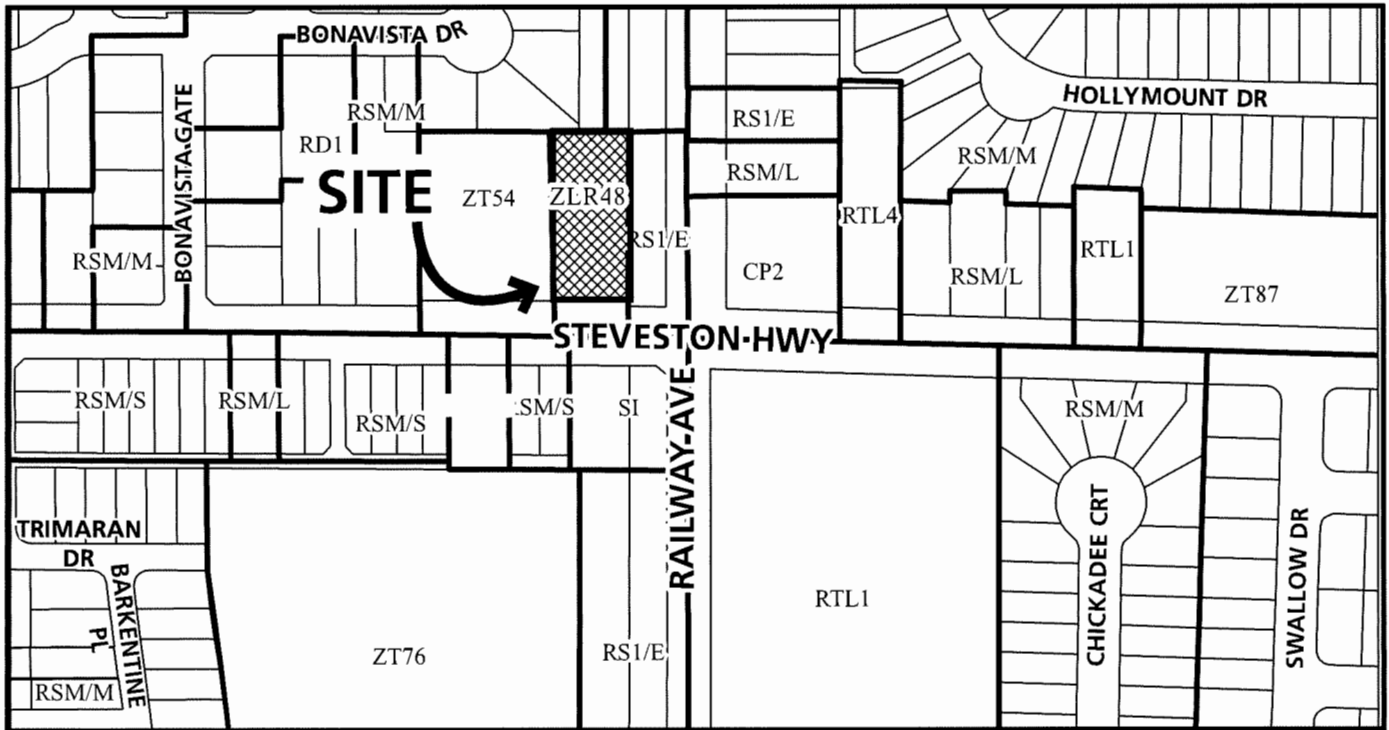 BONAVISTA DR
BONAVISTA GATE
RSM/M
RD1
SITE
ZT54
ZLR48
RS1/E
RSM/M
RS1/E
RSM/L
CP2
RTL4
HOLLYMOUNT DR
RSM/M
RSM/L
RTL1
ZT87
STEVESTON HWY
RSM/S
RSM/L
RSM/S
SM/S
SI
RAILWAY AVE
RSM/M
CHICKADEE CRT
SWALLOW DR
TRIMARAN
DR
BARKENTINE
PL
RSM/M
ZT76
RS1/E
RTL1